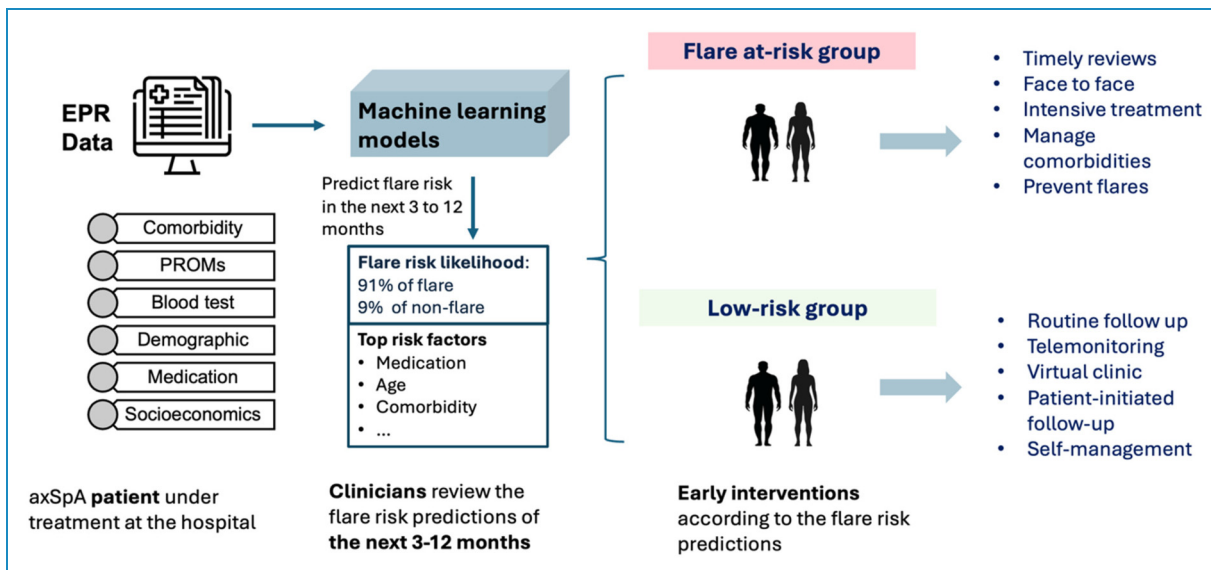 EPR
Data
Comorbidity
PROMs
Blood test
Demographic
Medication
Socioeconomics
axSpA patient under
treatment at the hospital
Machine learning
models
Predict flare risk
in the next 3 to 12
months
Flare risk likelihood:
91% of flare
9% of non-flare
Top risk factors
• Medication
• Age
• Comorbidity
• ...
Clinicians review the
flare risk predictions of
the next 3-12 months
Flare at-risk group
• Timely reviews
• Face to face
• Intensive treatment
• Manage
comorbidities
• Prevent flares
Low-risk group
• Routine follow up
• Telemonitoring
• Virtual clinic
• Patient-initiated
follow-up
• Self-management
Early interventions
according to the flare risk
predictions